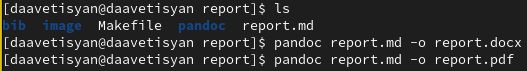 [daavetisyan@daavetisyan report]$ ls
bib image Makefile pandoc report.md
[daavetisyan@daavetisyan report]$ pandoc report.md -o report.docx
[daavetisyan@daavetisyan report]$ pandoc report.md -o report.pdf